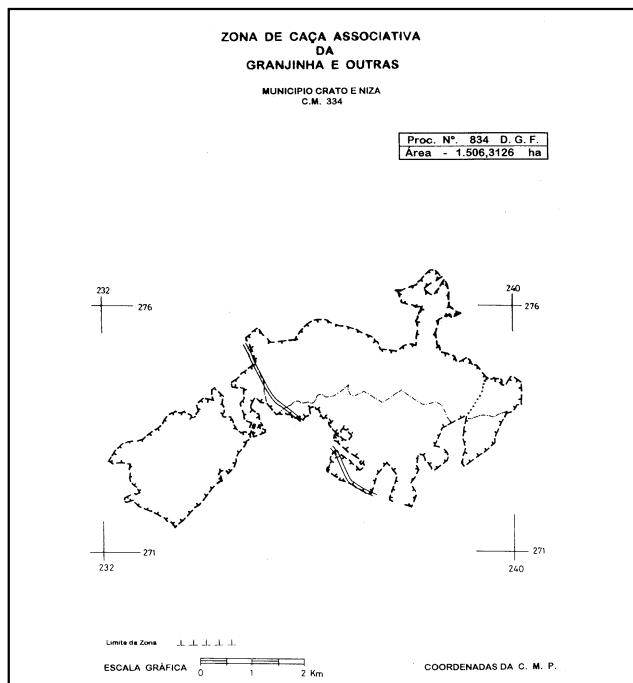 ZONA DE CAÇA ASSOCIATIVA
DA
GRANJINHA E OUTRAS
MUNICIPIO CRATO E NIZA
C.M. 334
Proc. Nº. 834 D. G. F.
Área - 1.506,3126 ha
232
276
240
276
271
232
271
240
Limite da Zona
ESCALA GRÁFICA 0 1 2 Km
COORDENADAS DA C. M. P.